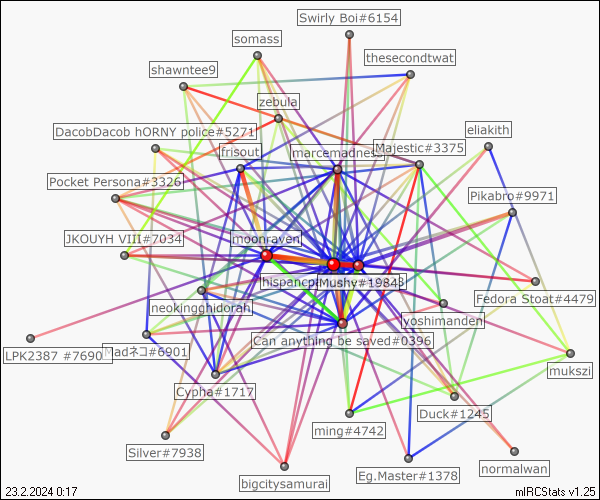 Swirly Boi#6154
somass
thesecondtwat
shawntee9
zebula
DacobDacob hORNY police#5271
eliakith
frisout
marcemadness
Majestic#3375
Pocket Persona#3326
Pikabro#9971
JKOUYH VIII#7034
moonraven
Mushy#1984
Fedora Stoat#4479
neokingghidorah
yoshimanden
Can anything be saved#0396
LPK2387 #7690
Madネコ#6901
mukszi
Cypha#1717
Duck#1245
ming#4742
Silver#7938
normalwan
bigcitysamurai
Eg.Master#1378
23.2.2024 0:17
mIRCStats v1.25